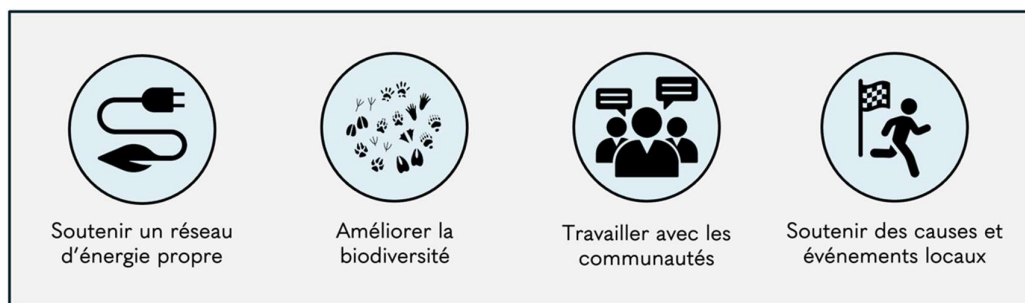 Soutenir un réseau
d'énergie propre
Améliorer la
biodiversité
Travailler avec les
communautés
Soutenir des causes et
événements locaux